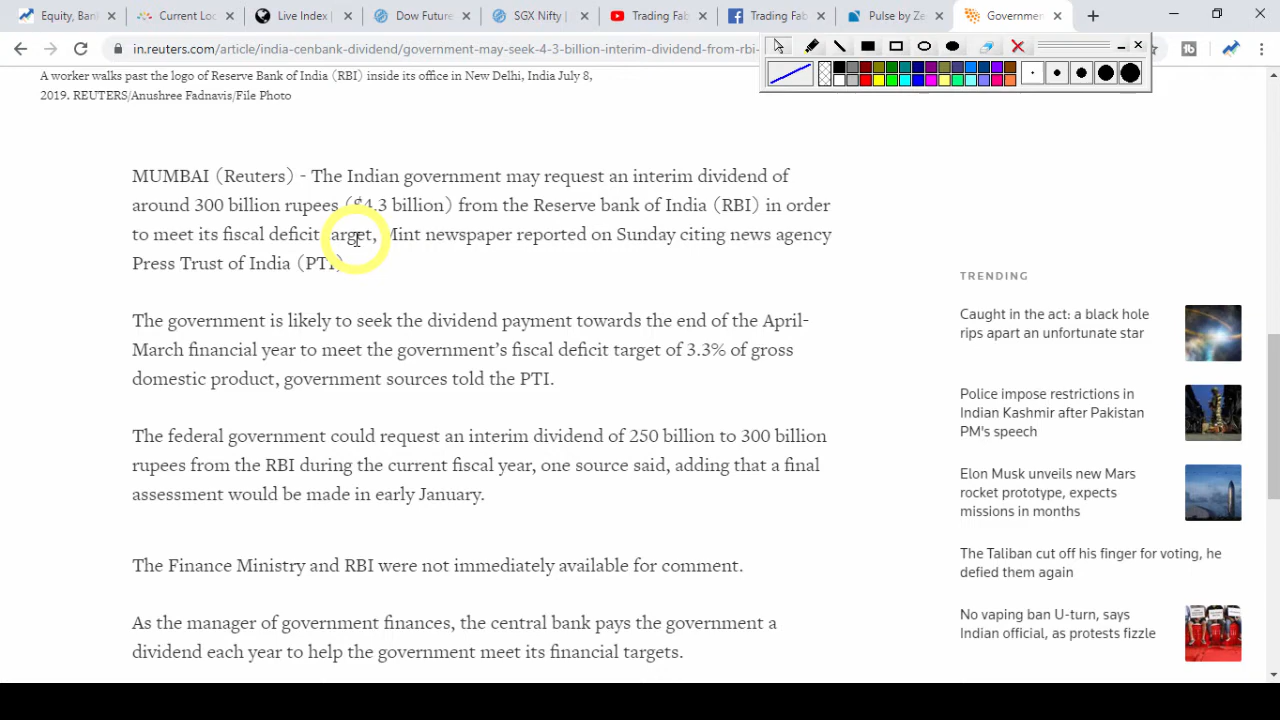 Equity, Ban
Current Loc
Live Index |
Dow Future
SGX Nifty |
Trading Fab
Trading Fab
Pulse by Ze
Governmen
in.reuters.com/article/india-cenbank-dividend/government-may-seek-4-3-billion-interim-dividend-from-rbi-
A worker walks past the logo of Reserve Bank of India (RBI) inside its office in New Delhi, India July 8,
2019. REUTERS/Anushree Fadnavis/File Photo
MUMBAI (Reuters) - The Indian government may request an interim dividend of
around 300 billion rupees ($4.3 billion) from the Reserve bank of India (RBI) in order
to meet its fiscal deficit target, Mint newspaper reported on Sunday citing news agency
Press Trust of India (PTI)
The government is likely to seek the dividend payment towards the end of the April-
March financial year to meet the government's fiscal deficit target of 3.3% of gross
domestic product, government sources told the PTI.
The federal government could request an interim dividend of 250 billion to 300 billion
rupees from the RBI during the current fiscal year, one source said, adding that a final
assessment would be made in early January.
The Finance Ministry and RBI were not immediately available for comment.
As the manager of government finances, the central bank pays the government a
dividend each year to help the government meet its financial targets.
TRENDING
Caught in the act: a black hole
rips apart an unfortunate star
Police impose restrictions in
Indian Kashmir after Pakistan
PM's speech
Elon Musk unveils new Mars
rocket prototype, expects
missions in months
The Taliban cut off his finger for voting, he
defied them again
No vaping ban U-turn, says
Indian official, as protests fizzle